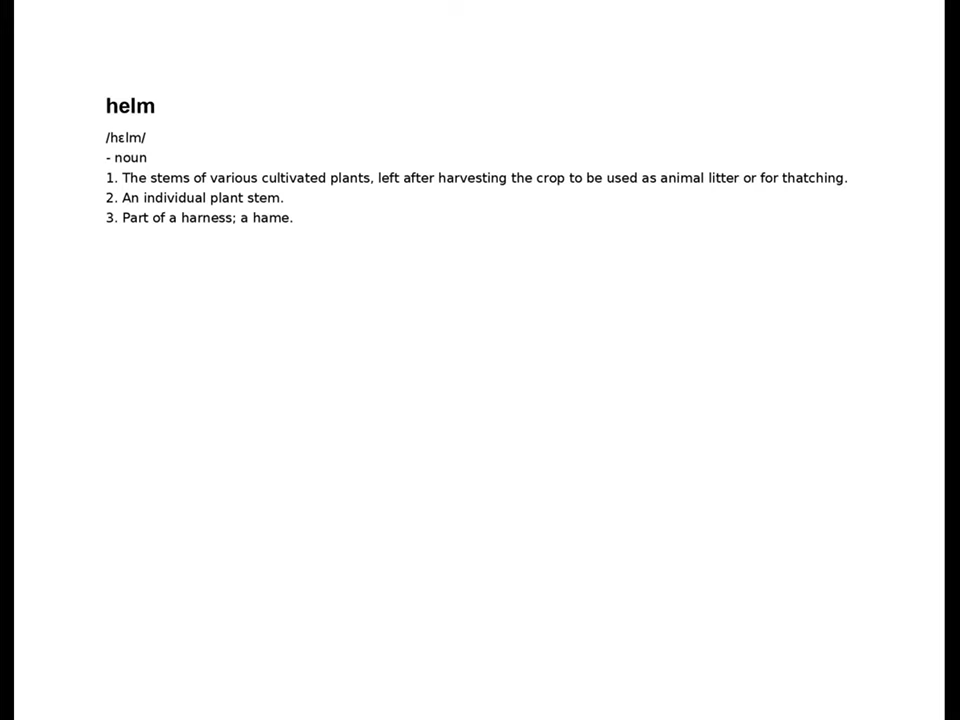 helm
/hɛlm/
- noun
1. The stems of various cultivated plants, left after harvesting the crop to be used as animal litter or for thatching.
2. An individual plant stem.
3. Part of a harness; a hame.